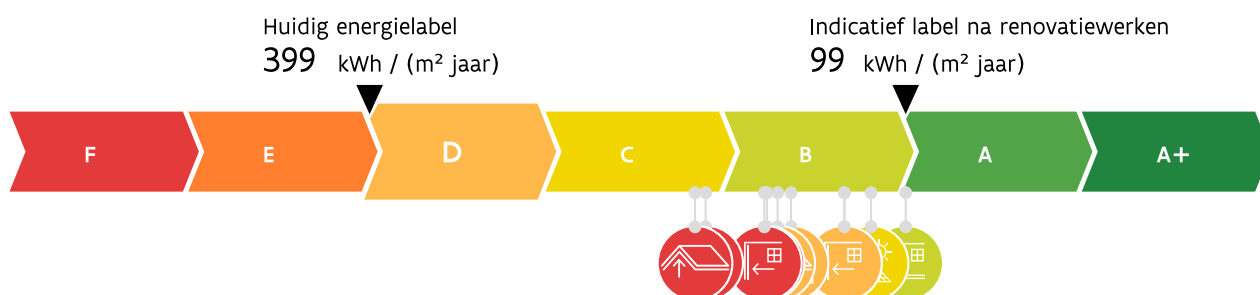 Huidig energielabel
399 kWh / (m² jaar)
Indicatief label na renovatiewerken
99 kWh / (m² jaar)
F E D C B A A+